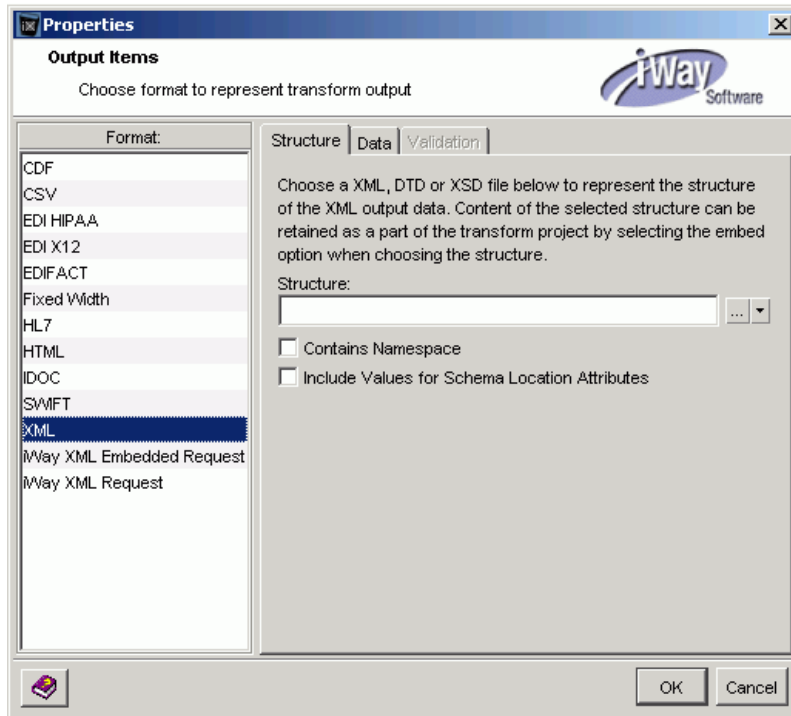 iX Properties
Output Items
Choose format to represent transform output
iWay
Software
Format:
CDF
CSV
EDI HIPAA
EDI X12
EDIFACT
Fixed Width
HL7
HTML
IDOC
SWIFT
XML
iWay XML Embedded Request
iWay XML Request
Structure Data Validation
Choose a XML, DTD or XSD file below to represent the structure
of the XML output data. Content of the selected structure can be
retained as a part of the transform project by selecting the embed
option when choosing the structure.
Structure:
...
Contains Namespace
Include Values for Schema Location Attributes
OK Cancel